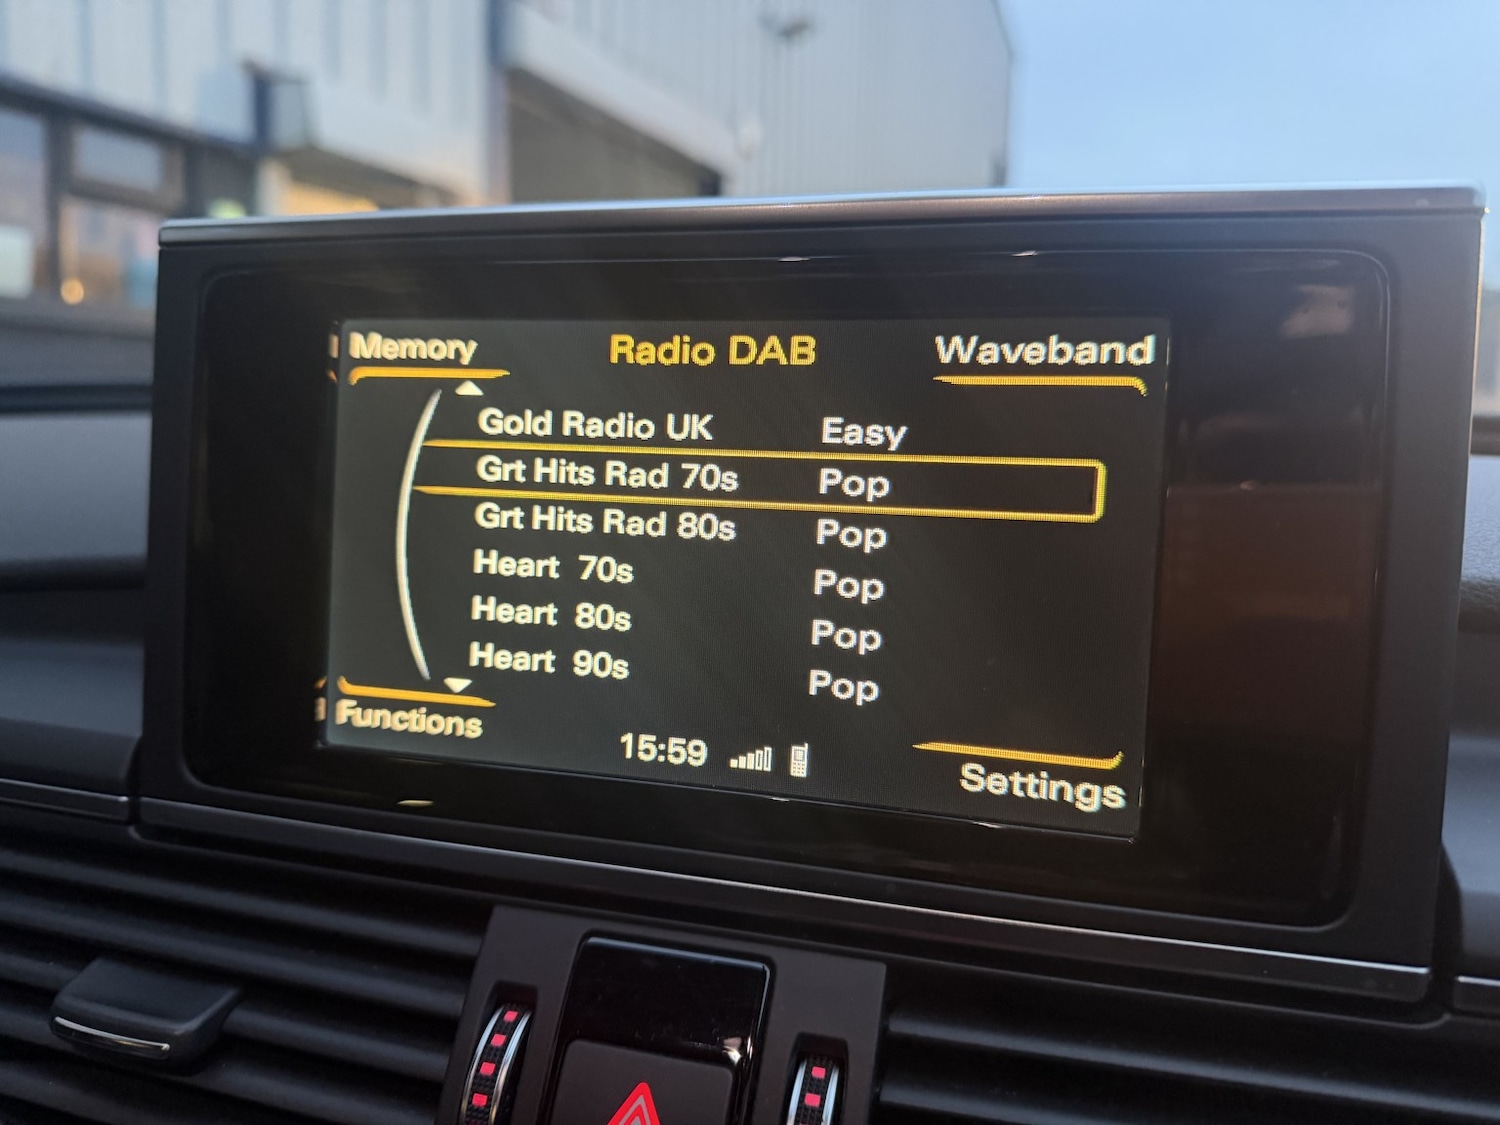 Memory Radio DAB Waveband
Gold Radio UK Easy
Grt Hits Rad 70s Pop
Grt Hits Rad 80s Pop
Heart 70s Pop
Heart 80s Pop
Heart 90s Pop
Functions 15:59 Settings